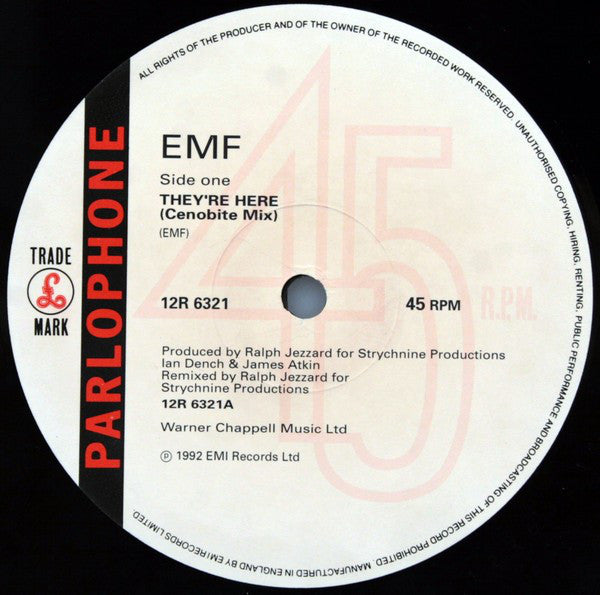 ALL RIGHTS OF THE PRODUCER AND OF THE OWNER OF THE RECORDED WORK RESERVED. UNAUTHORISED COPYING, HIRING, RENTING, PUBLIC PERFORMANCE AND BROADCASTING OF THIS RECORD PROHIBITED. MANUFACTURED IN ENGLAND BY EMI RECORDS LIMITED
PARLOPHONE
TRADE
£
MARK
45
R.P.M.
EMF
Side one
THEY'RE HERE
(Cenobite Mix)
(EMF)
12R 6321 45 RPM
Produced by Ralph Jezzard for Strychnine Productions
Ian Dench & James Atkin
Remixed by Ralph Jezzard for
Strychnine Productions
12R 6321A
Warner Chappell Music Ltd
℗ 1992 EMI Records Ltd